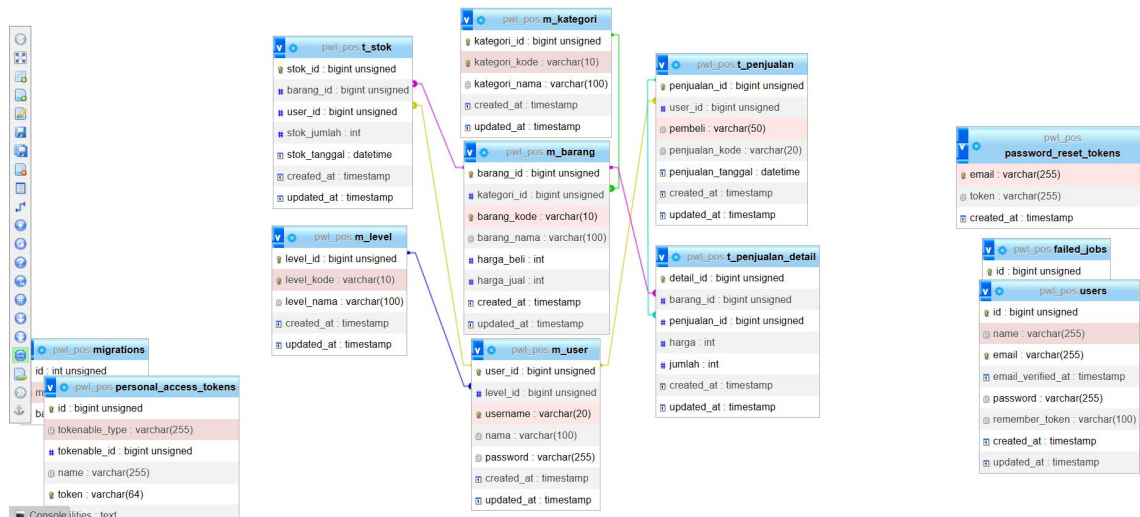 pwl_pos t_stok
stok_id : bigint unsigned
barang_id : bigint unsigned
user_id : bigint unsigned
stok_jumlah : int
stok_tanggal : datetime
created_at : timestamp
updated_at : timestamp
pwl_pos m_level
level_id : bigint unsigned
level_kode : varchar(10)
level_nama : varchar(100)
created_at : timestamp
updated_at : timestamp
pwl_pos m_kategori
kategori_id : bigint unsigned
kategori_kode : varchar(10)
kategori_nama : varchar(100)
created_at : timestamp
updated_at : timestamp
pwl_pos m_barang
barang_id : bigint unsigned
kategori_id : bigint unsigned
barang_kode : varchar(10)
barang_nama : varchar(100)
harga_beli : int
harga_jual : int
created_at : timestamp
updated_at : timestamp
pwl_pos m_user
user_id : bigint unsigned
level_id : bigint unsigned
username : varchar(20)
nama : varchar(100)
password : varchar(255)
created_at : timestamp
updated_at : timestamp
pwl_pos t_penjualan
penjualan_id : bigint unsigned
user_id : bigint unsigned
pembeli : varchar(50)
penjualan_kode : varchar(20)
penjualan_tanggal : datetime
created_at : timestamp
updated_at : timestamp
pwl_pos t_penjualan_detail
detail_id : bigint unsigned
barang_id : bigint unsigned
penjualan_id : bigint unsigned
harga : int
jumlah : int
created_at : timestamp
updated_at : timestamp
pwl_pos
password_reset_tokens
email : varchar(255)
token : varchar(255)
created_at : timestamp
pwl_pos failed_jobs
id : bigint unsigned
pwl_pos users
id : bigint unsigned
name : varchar(255)
email : varchar(255)
email_verified_at : timestamp
password : varchar(255)
remember_token : varchar(100)
created_at : timestamp
updated_at : timestamp
pwl_pos migrations
id : int unsigned
m
ba
pwl_pos personal_access_tokens
id : bigint unsigned
tokenable_type : varchar(255)
tokenable_id : bigint unsigned
name : varchar(255)
token : varchar(64)
Console ilities : text